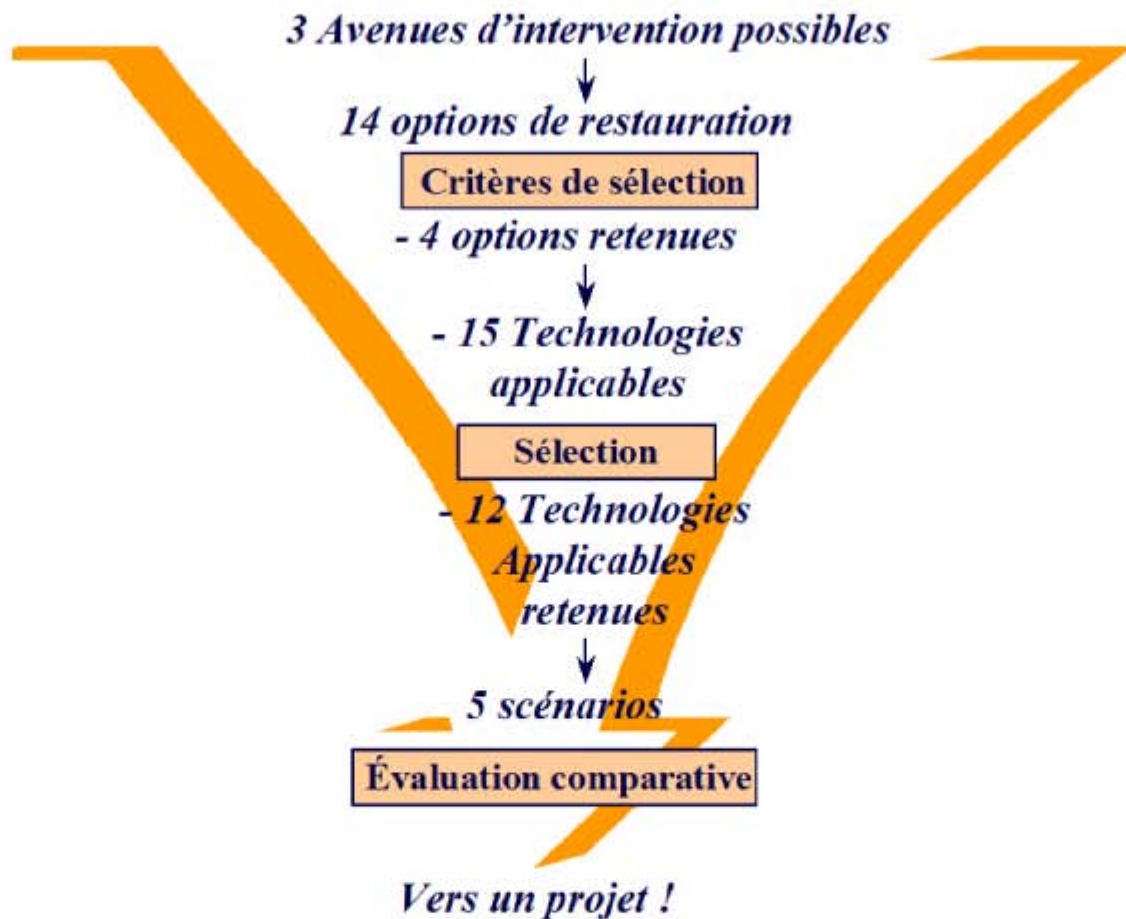 3 Avenues d'intervention possibles
14 options de restauration
Critères de sélection
- 4 options retenues
- 15 Technologies
applicables
Sélection
- 12 Technologies
Applicables
retenues
5 scénarios
Évaluation comparative
Vers un projet !